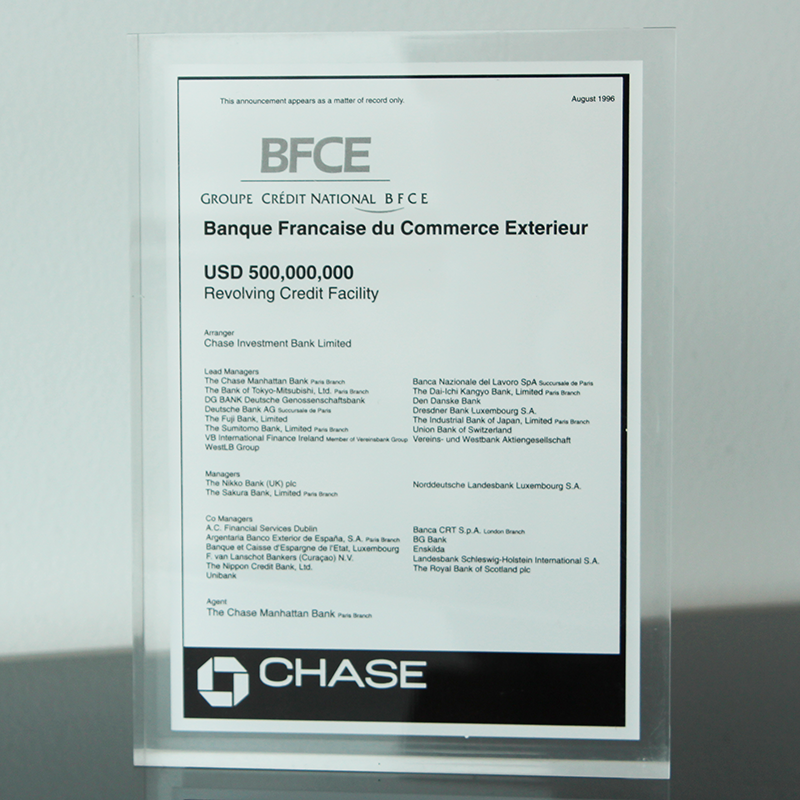 This announcement appears as a matter of record only.
August 1996
BFCE
GROUPE CRÉDIT NATIONAL BFCE
Banque Francaise du Commerce Exterieur
USD 500,000,000
Revolving Credit Facility
Arranger
Chase Investment Bank Limited
Lead Managers
The Chase Manhattan Bank Paris Branch
The Bank of Tokyo-Mitsubishi, Ltd. Paris Branch
DG BANK Deutsche Genossenschaftsbank
Deutsche Bank AG Succursale de Paris
The Fuji Bank, Limited
The Sumitomo Bank, Limited Paris Branch
VB International Finance Ireland Member of Vereinsbank Group
WestLB Group
Banca Nazionale del Lavoro SpA Succursale de Paris
The Dai-Ichi Kangyo Bank, Limited Paris Branch
Den Danske Bank
Dresdner Bank Luxembourg S.A.
The Industrial Bank of Japan, Limited Paris Branch
Union Bank of Switzerland
Vereins- und Westbank Aktiengesellschaft
Managers
The Nikko Bank (UK) plc
The Sakura Bank, Limited Paris Branch
Norddeutsche Landesbank Luxembourg S.A.
Co Managers
A.C. Financial Services Dublin
Argentaria Banco Exterior de España, S.A. Paris Branch
Banque et Caisse d'Epargne de l'Etat, Luxembourg
F. van Lanschot Bankers (Curaçao) N.V.
The Nippon Credit Bank, Ltd.
Unibank
Banca CRT S.p.A. London Branch
BG Bank
Enskilda
Landesbank Schleswig-Holstein International S.A.
The Royal Bank of Scotland plc
Agent
The Chase Manhattan Bank Paris Branch
CHASE